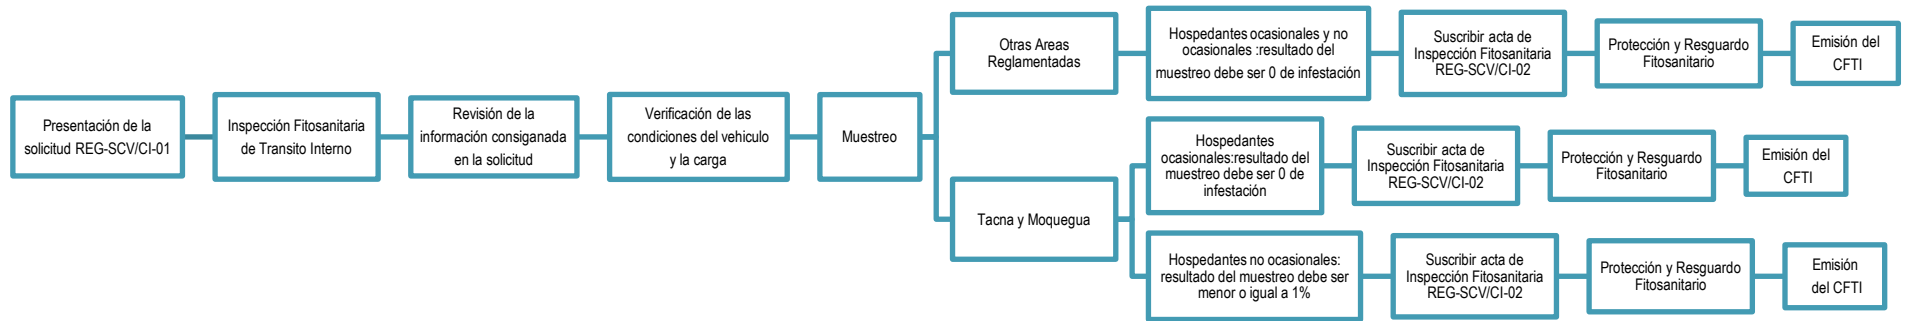 Presentación de la
solicitud REG-SCV/CI-01
Inspección Fitosanitaria
de Transito Interno
Revisión de la
información consiganada
en la solicitud
Verificación de las
condiciones del vehiculo
y la carga
Muestreo
Otras Areas
Reglamentadas
Hospedantes ocasionales y no
ocasionales :resultado del
muestreo debe ser 0 de infestación
Suscribir acta de
Inspección Fitosanitaria
REG-SCV/CI-02
Protección y Resguardo
Fitosanitario
Emisión del
CFTI
Tacna y Moquegua
Hospedantes
ocasionales:resultado del
muestreo debe ser 0 de
infestación
Suscribir acta de
Inspección Fitosanitaria
REG-SCV/CI-02
Protección y Resguardo
Fitosanitario
Emisión del
CFTI
Hospedantes no ocasionales:
resultado del muestreo debe ser
menor o igual a 1%
Suscribir acta de
Inspección Fitosanitaria
REG-SCV/CI-02
Protección y Resguardo
Fitosanitario
Emisión
del CFTI